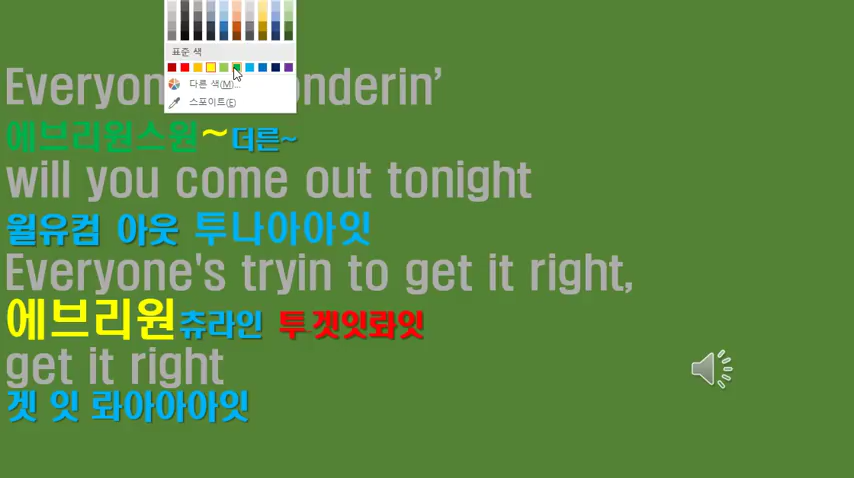 표준 색
다른 색(M)...
스포이트(E)
Everyon onderin’
에브리원스원~더른~
will you come out tonight
월유컴 아웃 투나아아잇
Everyone's tryin to get it right,
에브리원츄라인 투겟잇롸잇
get it right
겟 잇 롸아아아잇